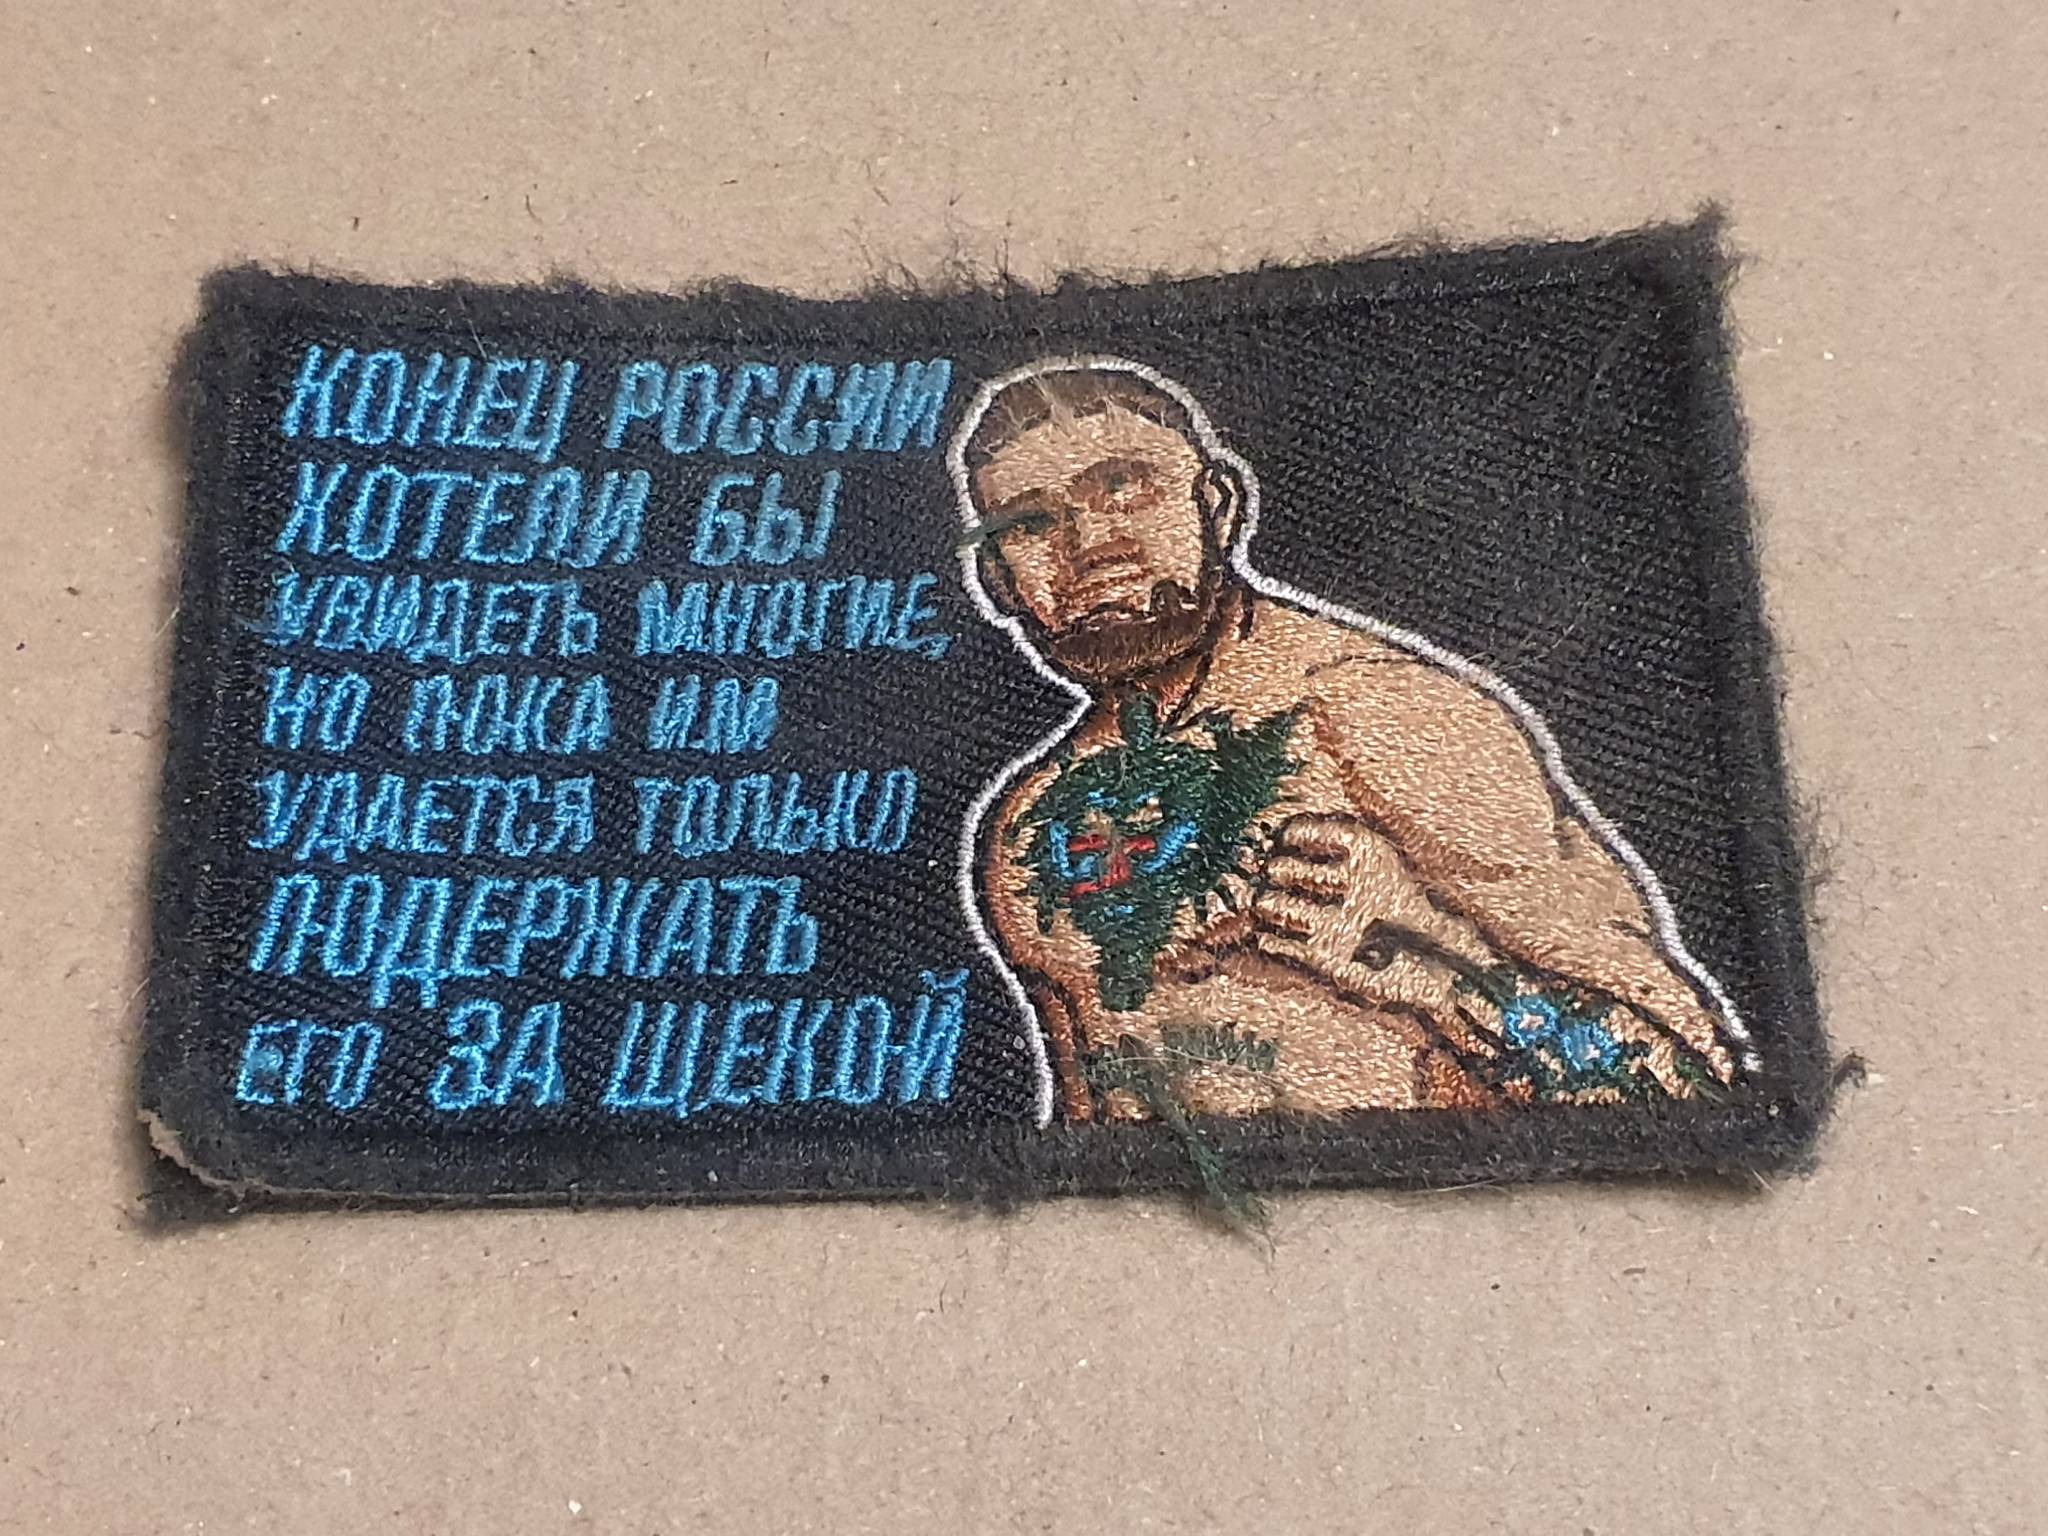 КОНЕЦ РОССИИ
ХОТЕЛИ БЫ
УВИДЕТЬ МНОГИЕ,
НО ПОКА ИМ
УДАЕТСЯ ТОЛЬКО
ПОДЕРЖАТЬ
ЕГО ЗА ЩЕКОЙ